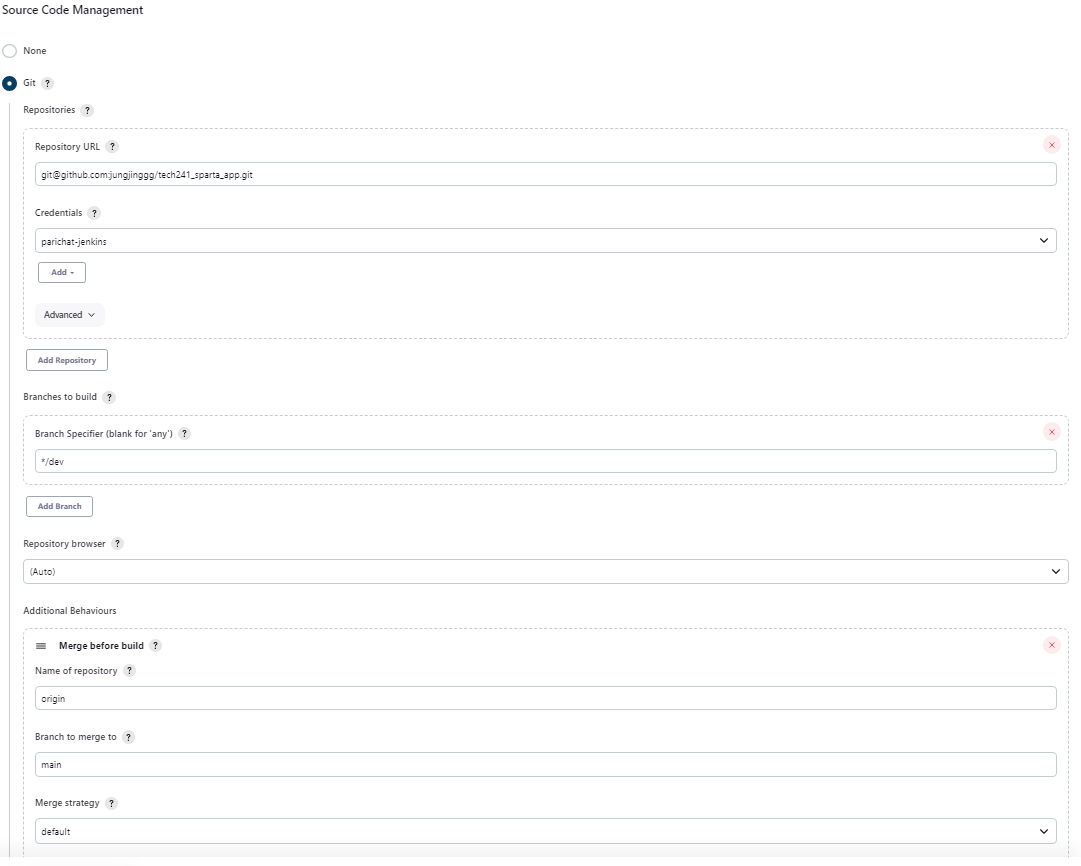 Source Code Management
None
Git ?
Repositories ?
Repository URL ?
git@github.com:jungjinggg/tech241_sparta_app.git
Credentials ?
parichat-jenkins
Add
Advanced
Add Repository
Branches to build ?
Branch Specifier (blank for 'any') ?
*/dev
Add Branch
Repository browser ?
(Auto)
Additional Behaviours
Merge before build ?
Name of repository ?
origin
Branch to merge to ?
main
Merge strategy ?
default